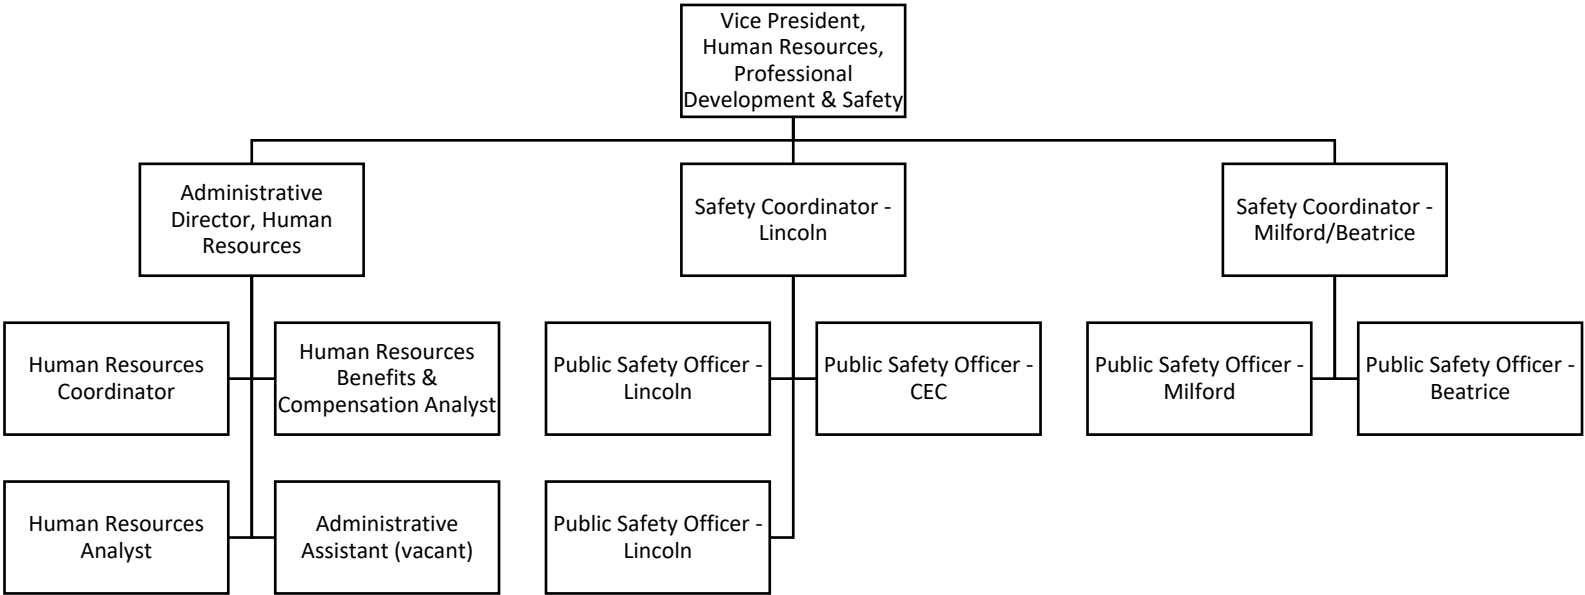 Vice President,
Human Resources,
Professional
Development & Safety
Administrative
Director, Human
Resources
Safety Coordinator -
Lincoln
Safety Coordinator -
Milford/Beatrice
Human Resources
Coordinator
Human Resources
Benefits &
Compensation Analyst
Public Safety Officer -
Lincoln
Public Safety Officer -
CEC
Public Safety Officer -
Milford
Public Safety Officer -
Beatrice
Human Resources
Analyst
Administrative
Assistant (vacant)
Public Safety Officer -
Lincoln